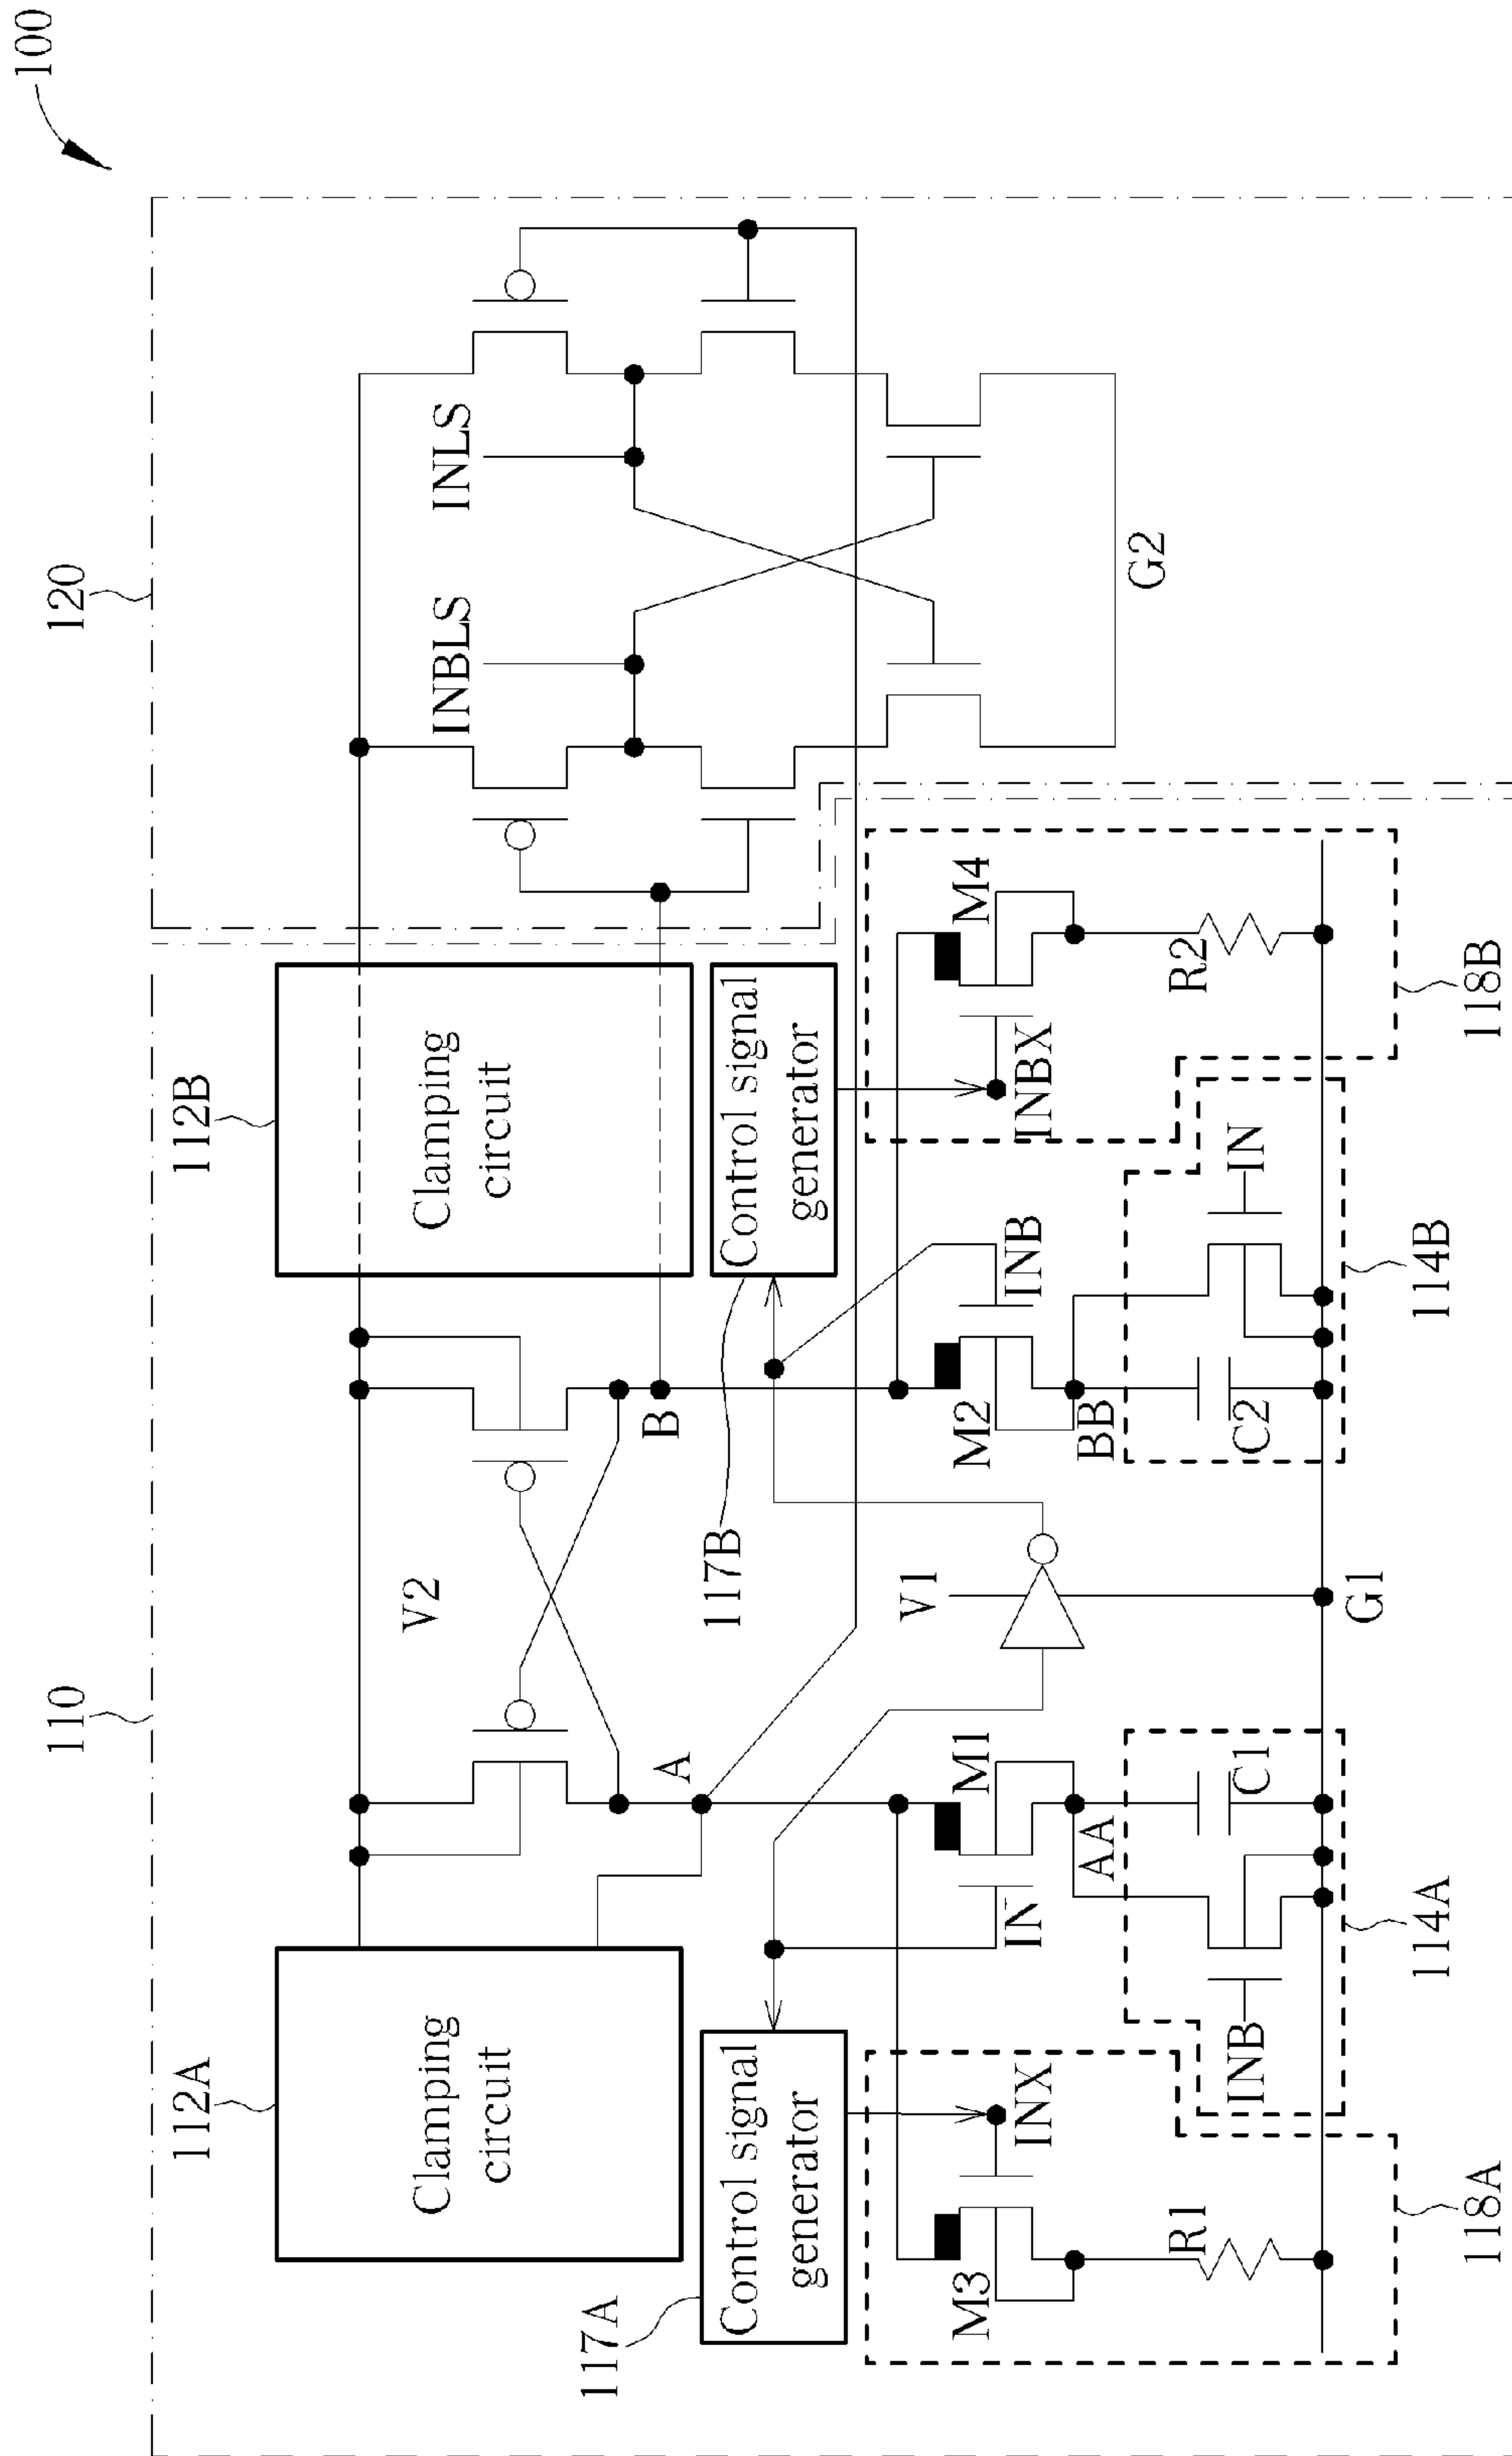 100
110
120
112A
Clamping
circuit
V2
112B
Clamping
circuit
INBLS
INLS
A
B
117A
Control signal
generator
117B
Control signal
generator
M3
INX
IN
M1
V1
M2
INB
INBX
M4
AA
BB
G2
R1
INB
C1
C2
IN
R2
G1
118A
114A
114B
118B